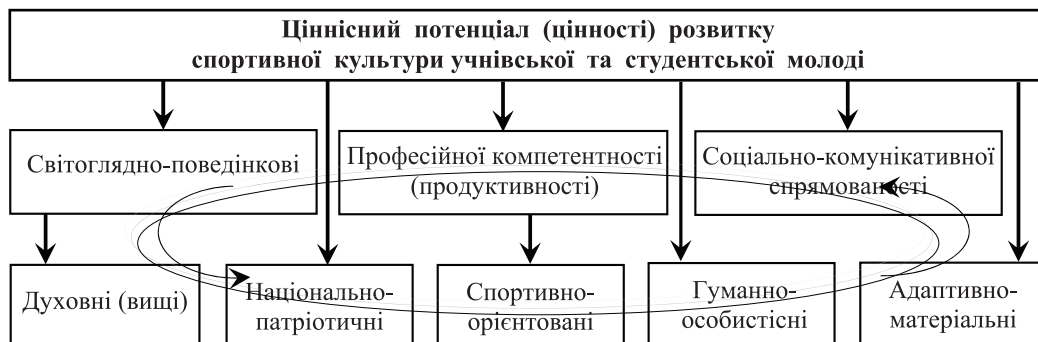 Ціннісний потенціал (цінності) розвитку
спортивної культури учнівської та студентської молоді
Світоглядно-поведінкові
Професійної компетентності
(продуктивності)
Соціально-комунікативної
спрямованості
Духовні (вищі)
Національно-
патріотичні
Спортивно-
орієнтовані
Гуманно-
особистісні
Адаптивно-
матеріальні